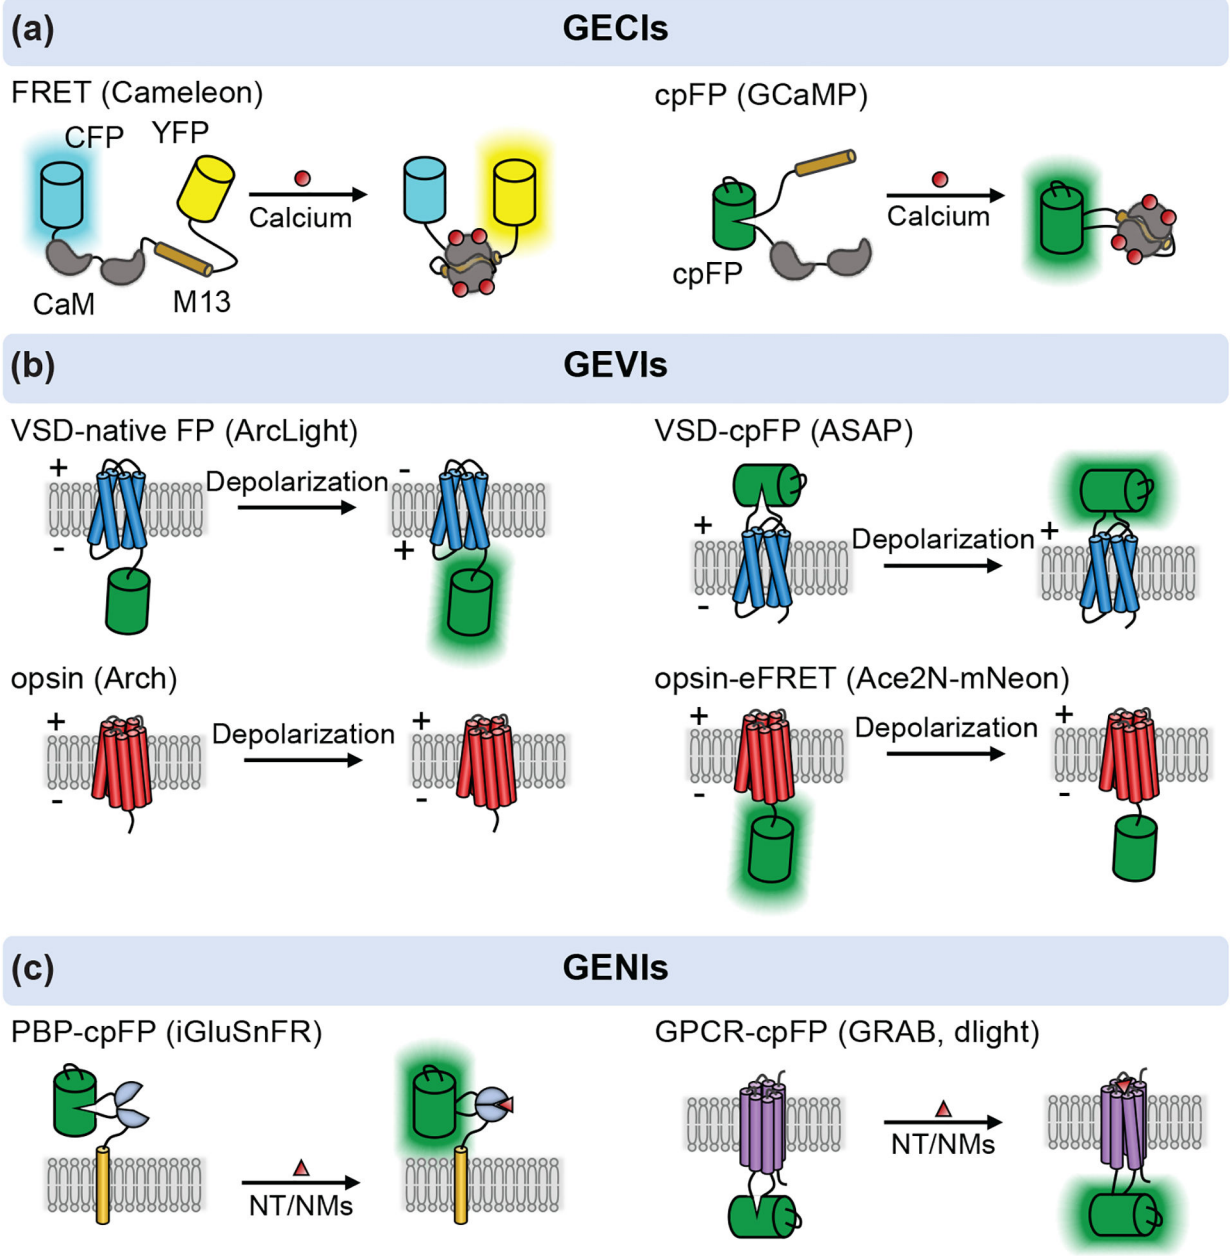 (a) GECIs
FRET (Cameleon)
CFP YFP
Calcium
CaM
M13
cpFP (GCaMP)
Calcium
cpFP
(b) GEVIs
VSD-native FP (ArcLight)
+
-
Depolarization
-
+
VSD-cpFP (ASAP)
+
-
Depolarization
+
opsin (Arch)
+
-
Depolarization
+
-
opsin-eFRET (Ace2N-mNeon)
+
-
Depolarization
+
-
(c) GENIs
PBP-cpFP (iGluSnFR)
NT/NMs
GPCR-cpFP (GRAB, dlight)
NT/NMs